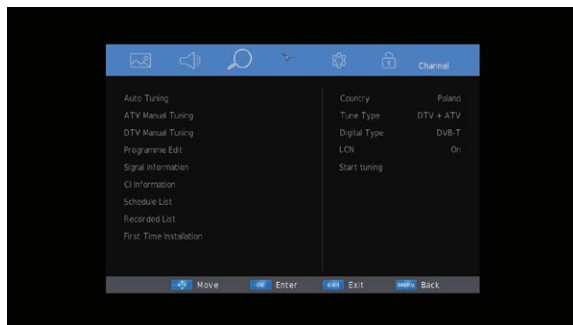 Channel
Auto Tuning
ATV Manual Tuning
DTV Manual Tuning
Programme Edit
Signal Information
CI Information
Schedule List
Recorded List
First Time Installation
Country Poland
Tune Type DTV + ATV
Digital Type DVB-T
LCN On
Start tuning
Move OK Enter EXIT Exit Menu Back